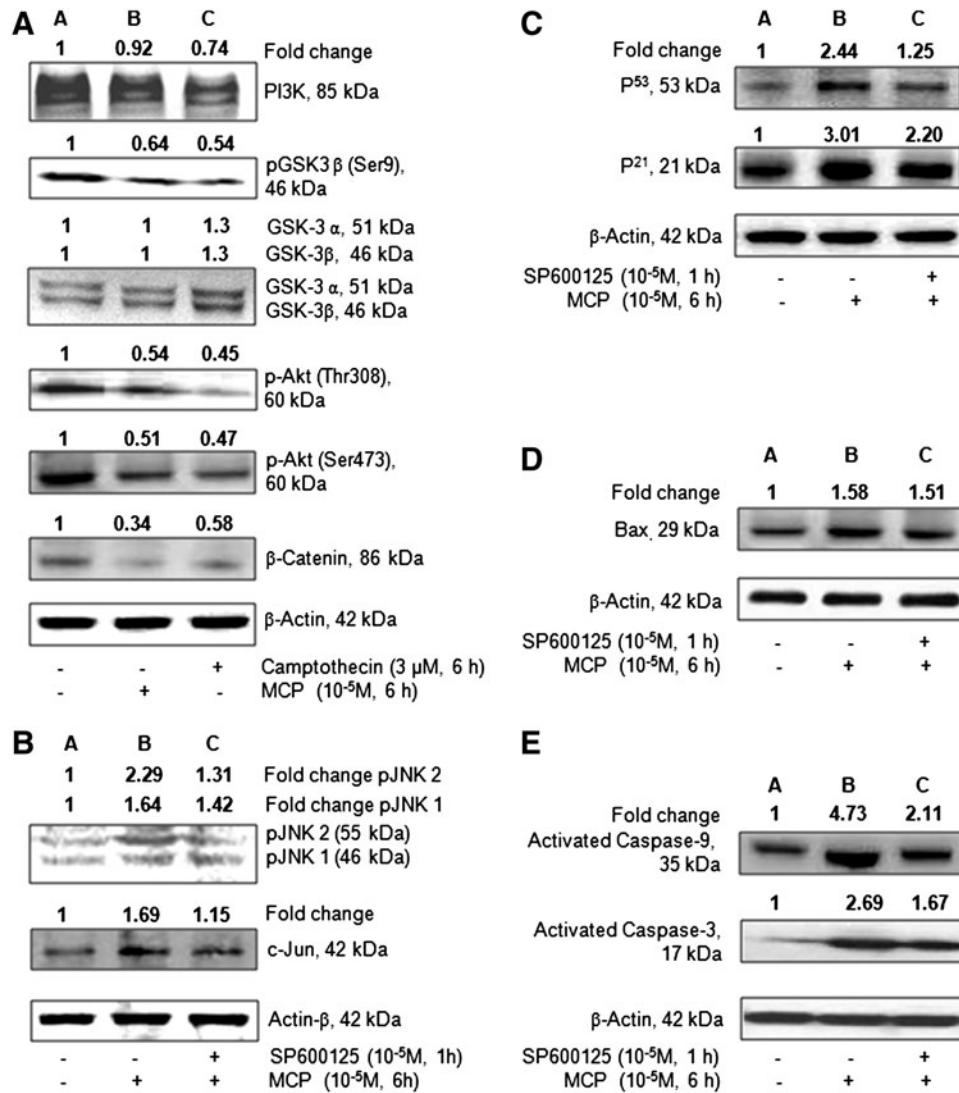 A
A B C
1 0.92 0.74 Fold change
PI3K, 85 kDa
1 0.64 0.54
pGSK3 β (Ser9),
46 kDa
1 1 1.3 GSK-3 α, 51 kDa
1 1 1.3 GSK-3β, 46 kDa
GSK-3 α, 51 kDa
GSK-3β, 46 kDa
1 0.54 0.45
p-Akt (Thr308),
60 kDa
1 0.51 0.47
p-Akt (Ser473),
60 kDa
1 0.34 0.58
β-Catenin, 86 kDa
β-Actin, 42 kDa
- - + Camptothecin (3 μM, 6 h)
- + - MCP (10⁻⁵M, 6 h)
B
A B C
1 2.29 1.31 Fold change pJNK 2
1 1.64 1.42 Fold change pJNK 1
pJNK 2 (55 kDa)
pJNK 1 (46 kDa)
1 1.69 1.15 Fold change
c-Jun, 42 kDa
Actin-β, 42 kDa
- - + SP600125 (10⁻⁵M, 1h)
- + + MCP (10⁻⁵M, 6h)
C
A B C
Fold change 1 2.44 1.25
P⁵³, 53 kDa
1 3.01 2.20
P²¹, 21 kDa
β-Actin, 42 kDa
SP600125 (10⁻⁵M, 1 h) - - +
MCP (10⁻⁵M, 6 h) - + +
D
A B C
Fold change 1 1.58 1.51
Bax, 29 kDa
β-Actin, 42 kDa
SP600125 (10⁻⁵M, 1 h) - - +
MCP (10⁻⁵M, 6 h) - + +
E
A B C
Fold change 1 4.73 2.11
Activated Caspase-9,
35 kDa
1 2.69 1.67
Activated Caspase-3,
17 kDa
β-Actin, 42 kDa
SP600125 (10⁻⁵M, 1 h) - - +
MCP (10⁻⁵M, 6 h) - + +